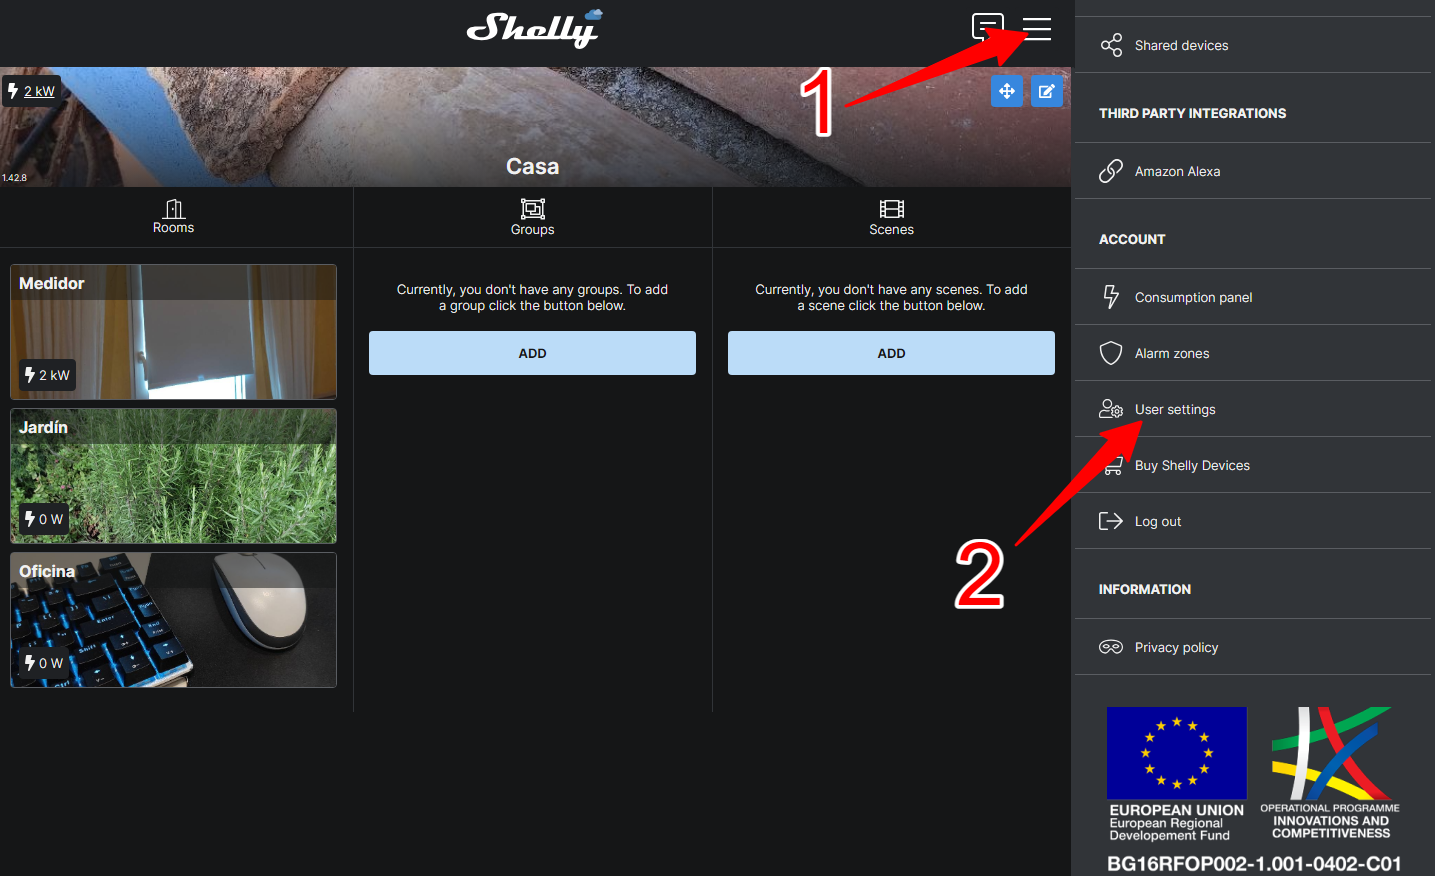 Shelly
2 kW
1.42.8
Casa
1
Rooms
Groups
Scenes
Medidor
2 kW
Jardín
0 W
Oficina
0 W
Currently, you don't have any groups. To add
a group click the button below.
ADD
Currently, you don't have any scenes. To add
a scene click the button below.
ADD
2
Shared devices
THIRD PARTY INTEGRATIONS
Amazon Alexa
ACCOUNT
Consumption panel
Alarm zones
User settings
Buy Shelly Devices
Log out
INFORMATION
Privacy policy
EUROPEAN UNION
European Regional
Developement Fund
OPERATIONAL PROGRAMME
INNOVATIONS AND
COMPETITIVENESS
BG16RFOP002-1.001-0402-C01